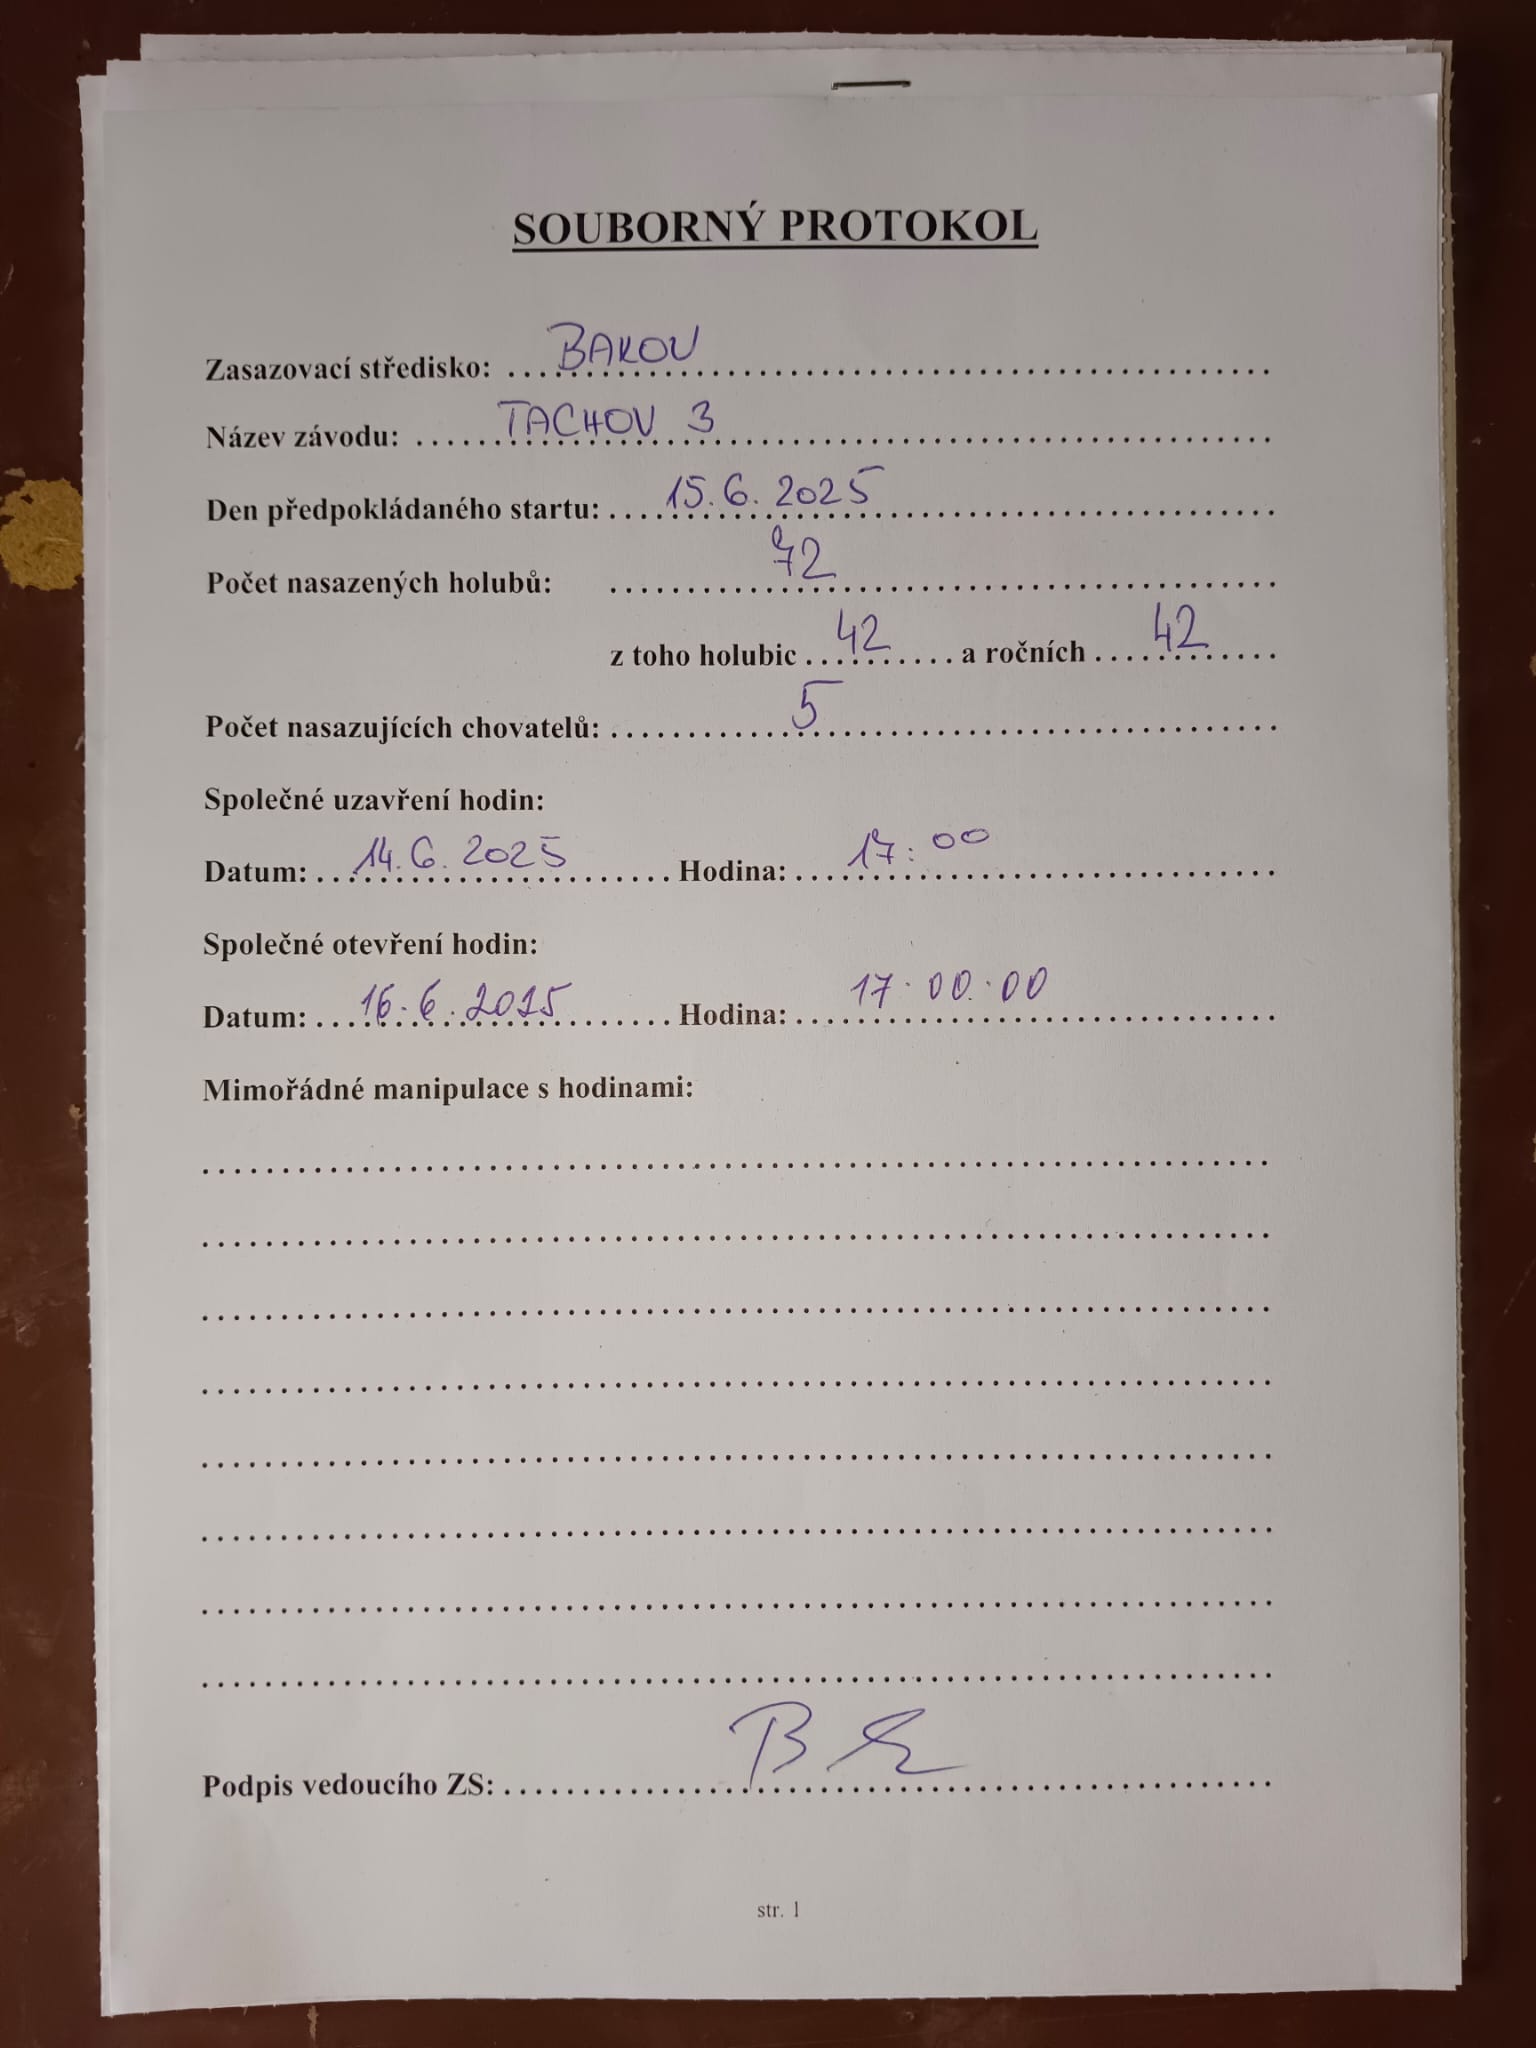 SOUBORNÝ PROTOKOL
Zasazovací středisko: BAKOV
Název závodu: TACHOV 3
Den předpokládaného startu: 15.6.2025
Počet nasazených holubů: 72
z toho holubic 42 a ročních 42
Počet nasazujících chovatelů: 5
Společné uzavření hodin:
Datum: 14.6.2025 Hodina: 17:00
Společné otevření hodin:
Datum: 16.6.2025 Hodina: 17.00.00
Mimořádné manipulace s hodinami:
Podpis vedoucího ZS:
str. 1